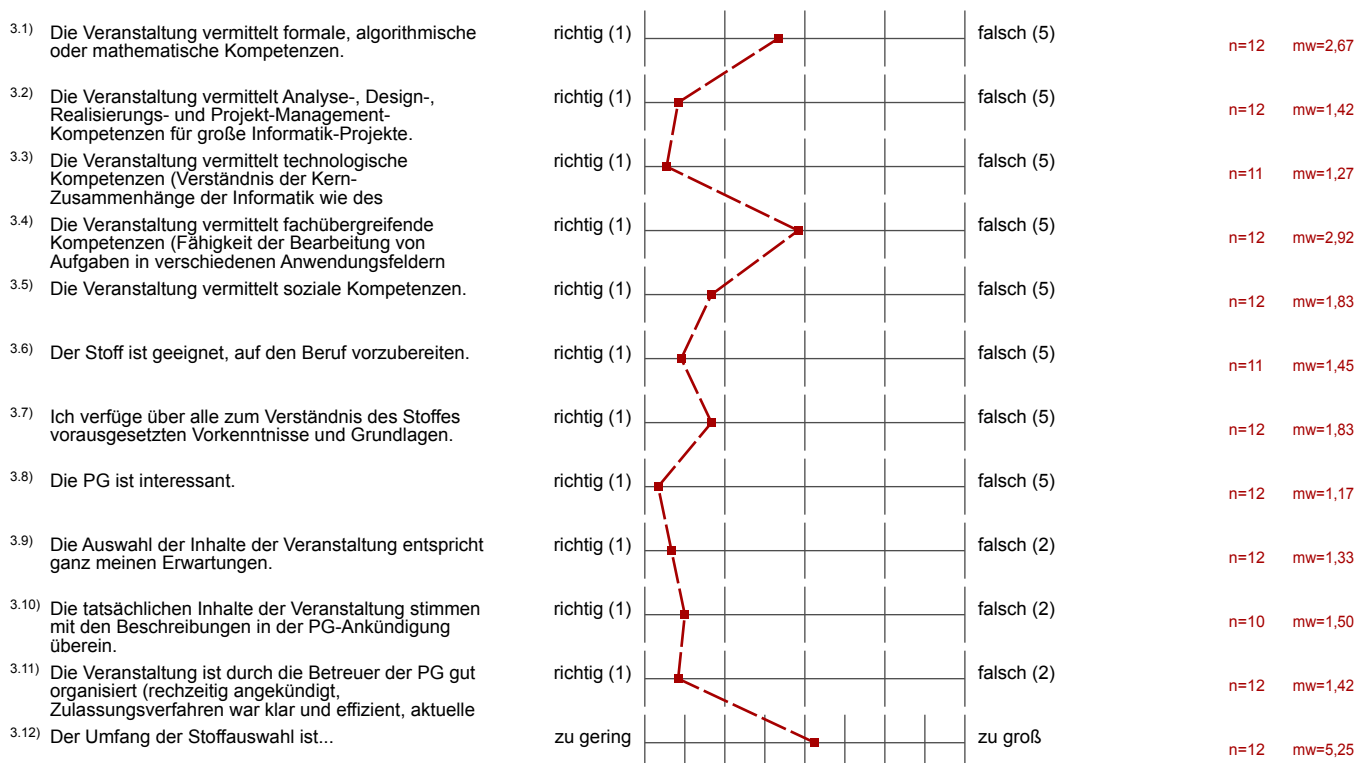 3.1) Die Veranstaltung vermittelt formale, algorithmische oder mathematische Kompetenzen. richtig (1) falsch (5) n=12 mw=2,67
3.2) Die Veranstaltung vermittelt Analyse-, Design-, Realisierungs- und Projekt-Management-Kompetenzen für große Informatik-Projekte. richtig (1) falsch (5) n=12 mw=1,42
3.3) Die Veranstaltung vermittelt technologische Kompetenzen (Verständnis der Kern-Zusammenhänge der Informatik wie des richtig (1) falsch (5) n=11 mw=1,27
3.4) Die Veranstaltung vermittelt fachübergreifende Kompetenzen (Fähigkeit der Bearbeitung von Aufgaben in verschiedenen Anwendungsfeldern richtig (1) falsch (5) n=12 mw=2,92
3.5) Die Veranstaltung vermittelt soziale Kompetenzen. richtig (1) falsch (5) n=12 mw=1,83
3.6) Der Stoff ist geeignet, auf den Beruf vorzubereiten. richtig (1) falsch (5) n=11 mw=1,45
3.7) Ich verfüge über alle zum Verständnis des Stoffes vorausgesetzten Vorkenntnisse und Grundlagen. richtig (1) falsch (5) n=12 mw=1,83
3.8) Die PG ist interessant. richtig (1) falsch (5) n=12 mw=1,17
3.9) Die Auswahl der Inhalte der Veranstaltung entspricht ganz meinen Erwartungen. richtig (1) falsch (2) n=12 mw=1,33
3.10) Die tatsächlichen Inhalte der Veranstaltung stimmen mit den Beschreibungen in der PG-Ankündigung überein. richtig (1) falsch (2) n=10 mw=1,50
3.11) Die Veranstaltung ist durch die Betreuer der PG gut organisiert (rechzeitig angekündigt, Zulassungsverfahren war klar und effizient, aktuelle richtig (1) falsch (2) n=12 mw=1,42
3.12) Der Umfang der Stoffauswahl ist... zu gering zu groß n=12 mw=5,25